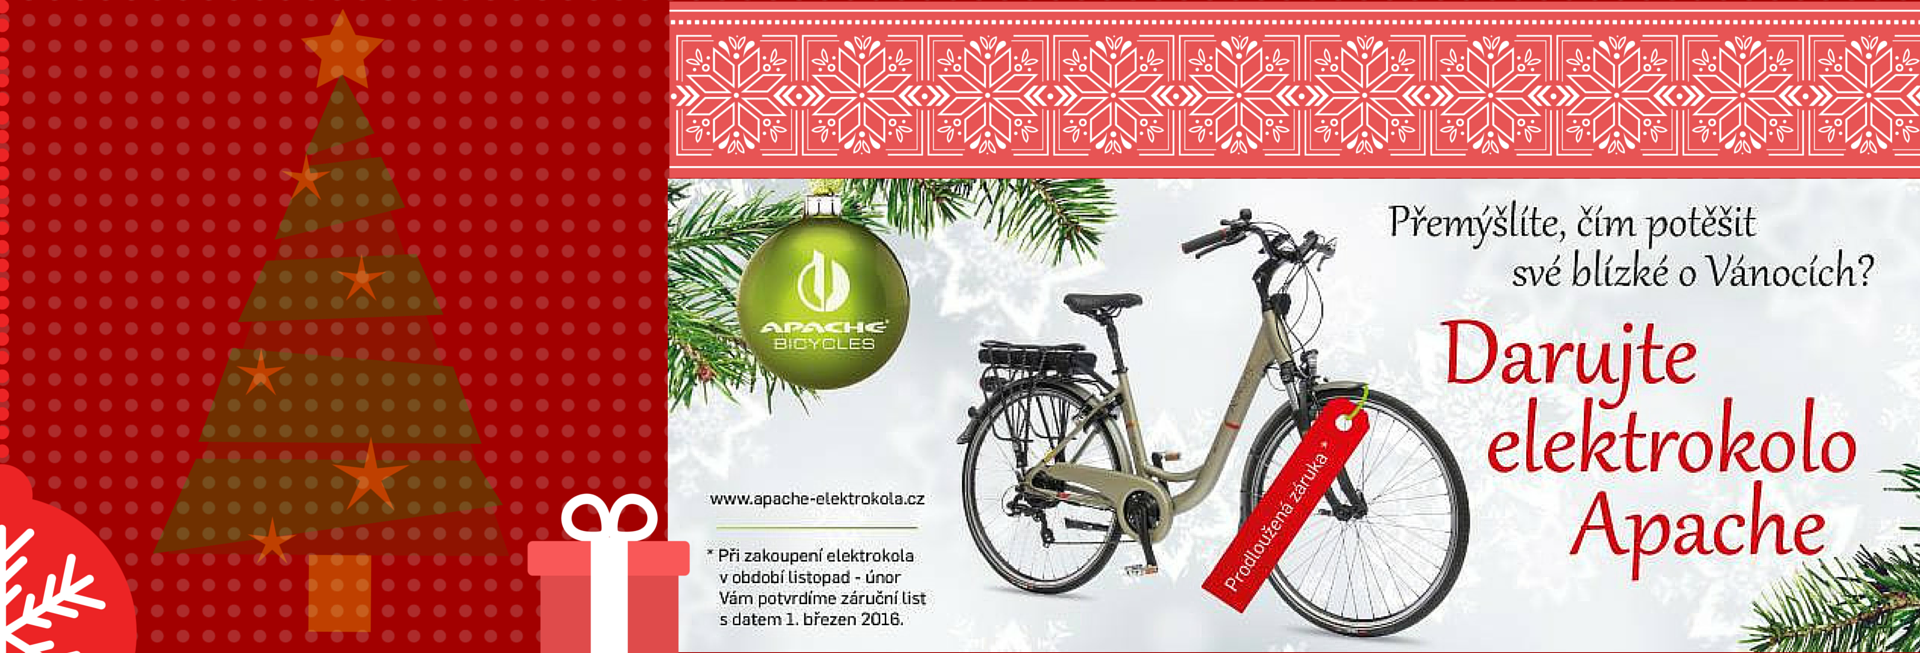 Přemýšlíte, čím potěšit
své blízké o Vánocích?
Darujte
elektrokolo
Apache
APACHE®
BICYCLES
Prodloužená záruka *
www.apache-elektrokola.cz
* Při zakoupení elektrokola
v období listopad - únor
Vám potvrdíme záruční list
s datem 1. březen 2016.